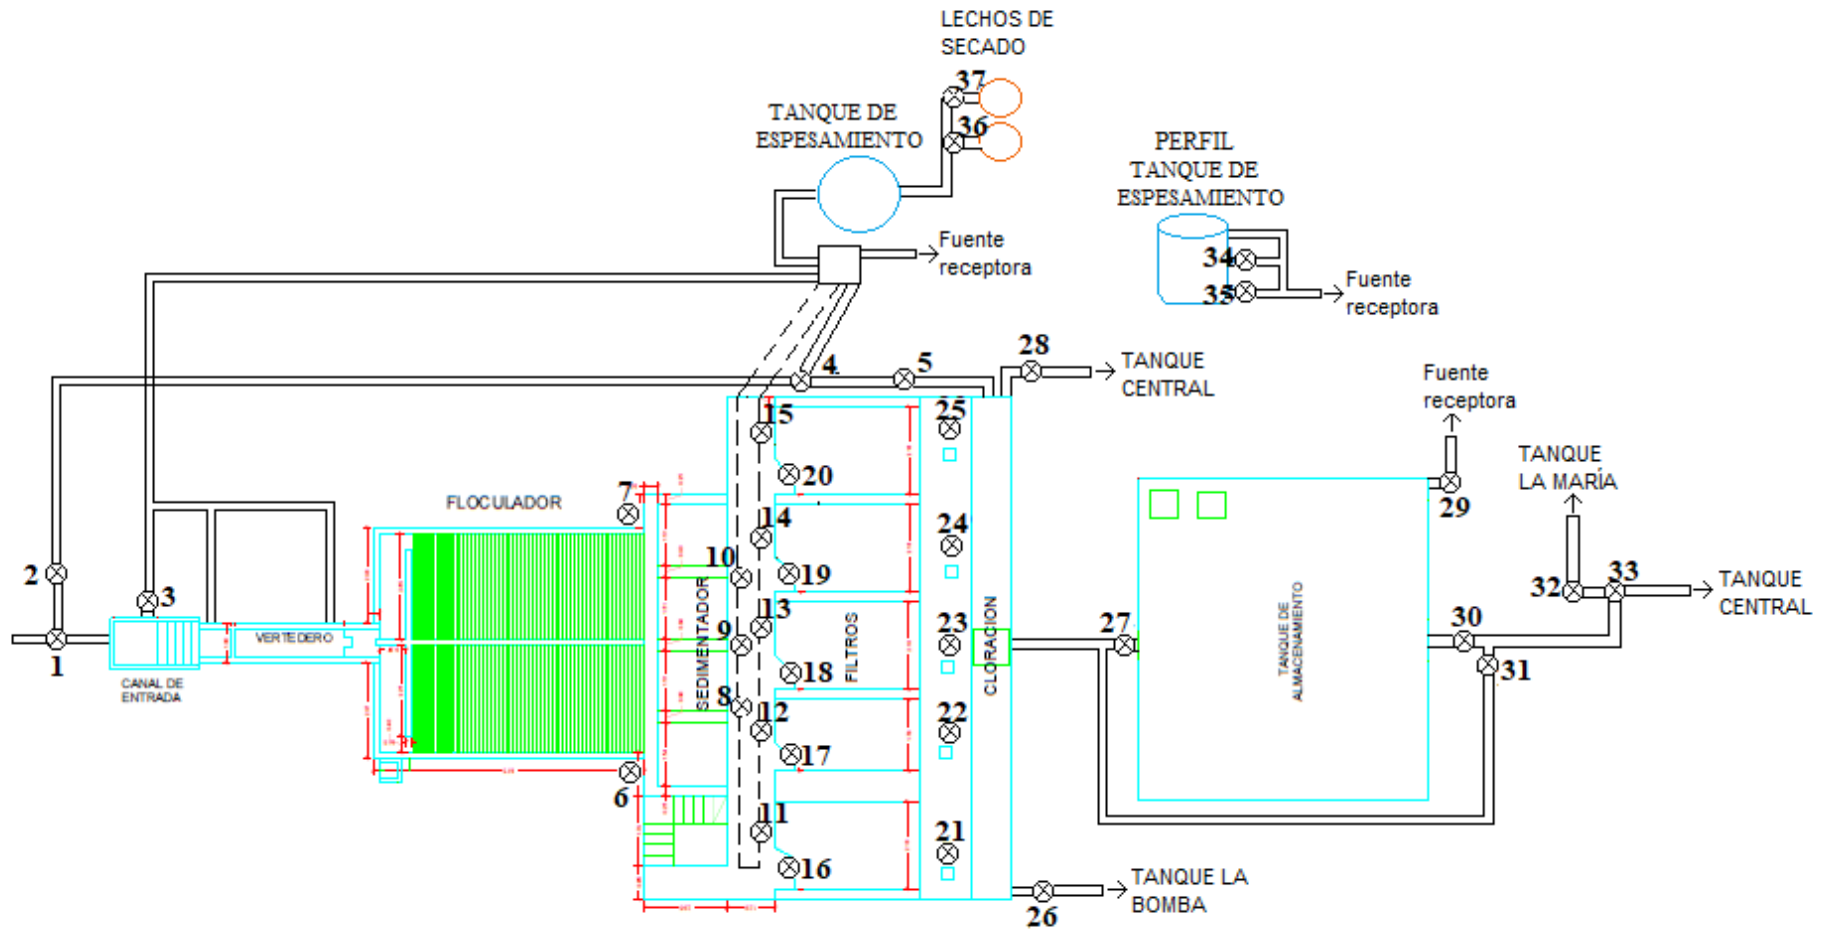 LECHOS DE
SECADO
37
36
TANQUE DE
ESPESAMIENTO
PERFIL
TANQUE DE
ESPESAMIENTO
34
35
Fuente
receptora
Fuente
receptora
4
5
28
TANQUE
CENTRAL
Fuente
receptora
29
TANQUE
LA MARÍA
32
33
TANQUE
CENTRAL
15
25
20
7
FLOCULADOR
14
24
10
19
2
3
13
9
23
27
30
31
1
VERTEDERO
CANAL DE
ENTRADA
SEDIMENTADOR
FILTROS
CLORACION
TANQUE DE
ALMACENAMIENTO
18
8
12
22
17
6
11
21
16
26
TANQUE LA
BOMBA